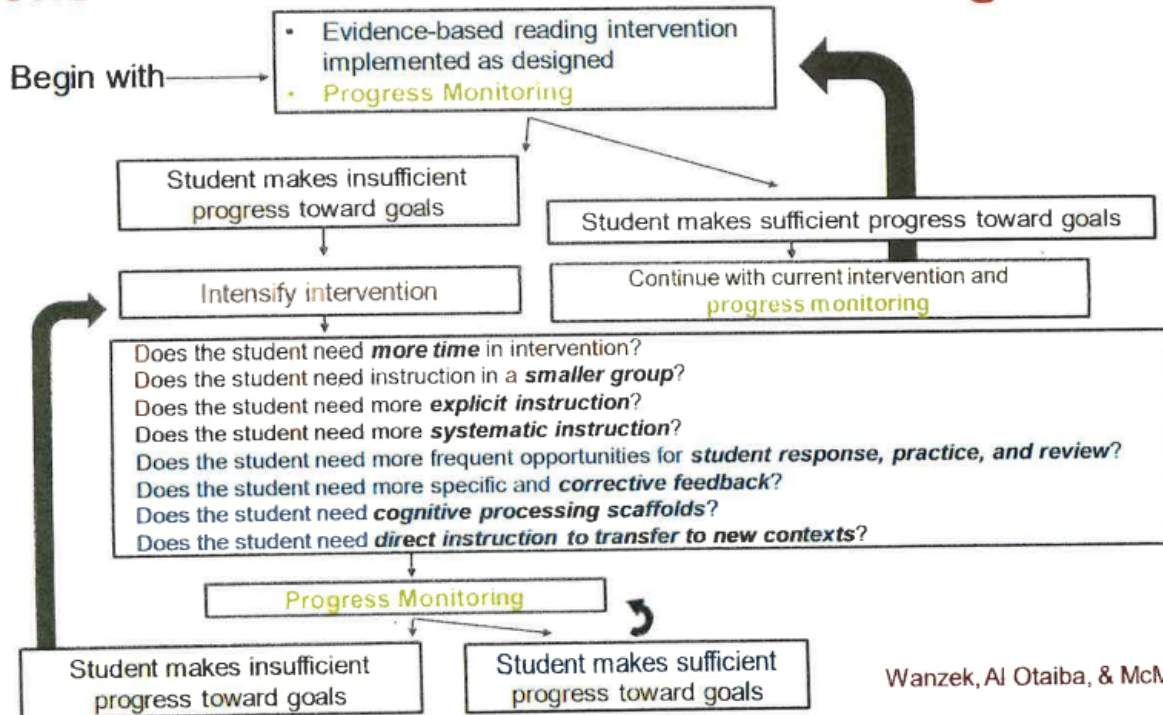 Begin with
• Evidence-based reading intervention
implemented as designed
• Progress Monitoring
Student makes insufficient
progress toward goals
Student makes sufficient progress toward goals
Intensify intervention
Continue with current intervention and
progress monitoring
Does the student need more time in intervention?
Does the student need instruction in a smaller group?
Does the student need more explicit instruction?
Does the student need more systematic instruction?
Does the student need more frequent opportunities for student response, practice, and review?
Does the student need more specific and corrective feedback?
Does the student need cognitive processing scaffolds?
Does the student need direct instruction to transfer to new contexts?
Progress Monitoring
Student makes insufficient
progress toward goals
Student makes sufficient
progress toward goals
Wanzek, Al Otaiba, & McM